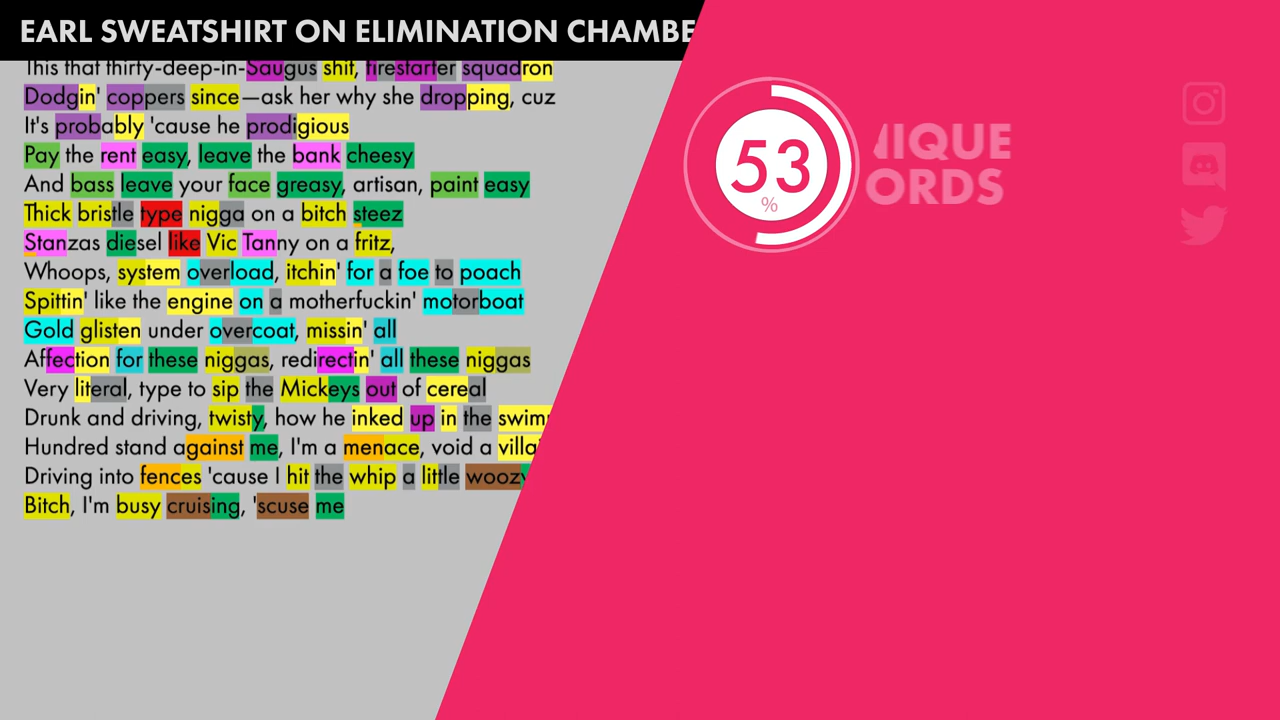 EARL SWEATSHIRT ON ELIMINATION CHAMBE
This that thirty-deep-in-Saugus shit, firestarter squadron
Dodgin' coppers since—ask her why she dropping, cuz
It's probably 'cause he prodigious
Pay the rent easy, leave the bank cheesy
And bass leave your face greasy, artisan, paint easy
Thick bristle type nigga on a bitch steez
Stanzas diesel like Vic Tanny on a fritz,
Whoops, system overload, itchin' for a foe to poach
Spittin' like the engine on a motherfuckin' motorboat
Gold glisten under overcoat, missin' all
Affection for these niggas, redirectin' all these niggas
Very literal, type to sip the Mickeys out of cereal
Drunk and driving, twisty, how he inked up in the swim
Hundred stand against me, I'm a menace, void a villa
Driving into fences 'cause I hit the whip a little woozy
Bitch, I'm busy cruising, 'scuse me
53
%
NIQUE
ORDS